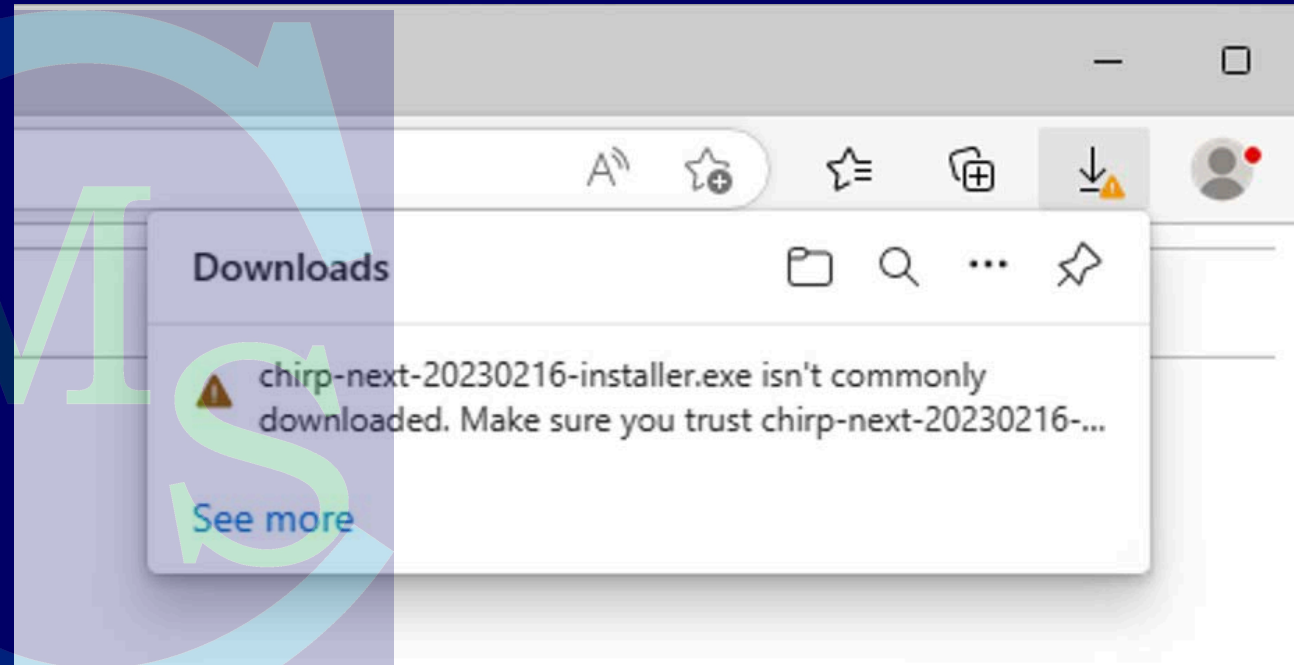 Downloads
chirp-next-20230216-installer.exe isn't commonly
downloaded. Make sure you trust chirp-next-20230216-...
See more
C
M
S